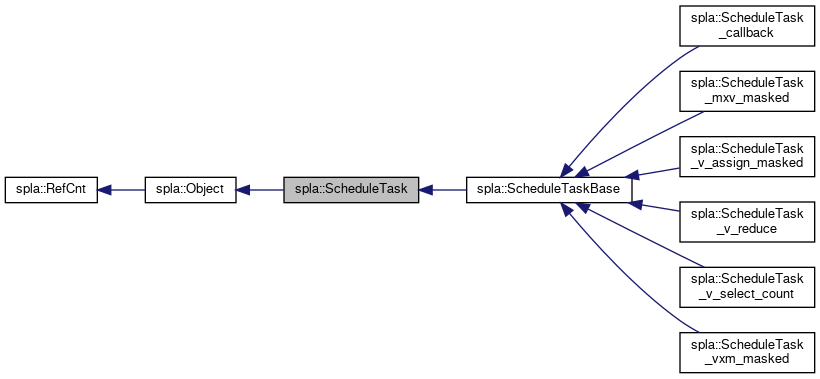 spla::RefCnt
spla::Object
spla::ScheduleTask
spla::ScheduleTaskBase
spla::ScheduleTask
_callback
spla::ScheduleTask
_mxv_masked
spla::ScheduleTask
_v_assign_masked
spla::ScheduleTask
_v_reduce
spla::ScheduleTask
_v_select_count
spla::ScheduleTask
_vxm_masked